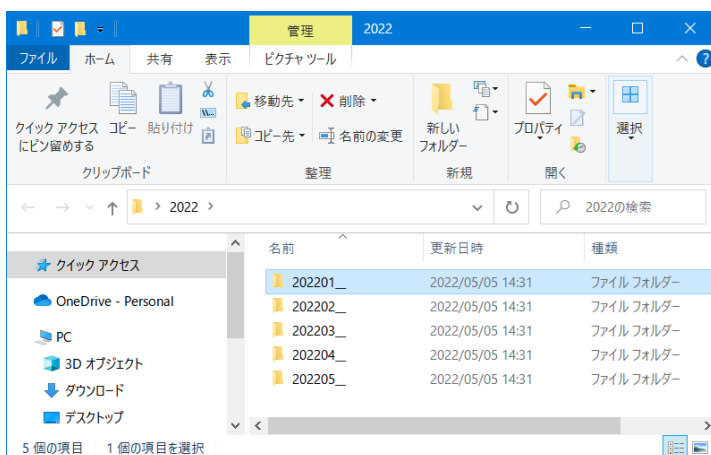 管理
2022
ファイル ホーム 共有 表示 ピクチャ ツール
クイック アクセス
にピン留めする
コピー
貼り付け
移動先
削除
コピー先
名前の変更
新しい
フォルダー
プロパティ
選択
クリップボード 整理 新規 開く
2022
2022の検索
名前 更新日時 種類
クイック アクセス
OneDrive - Personal
PC
3D オブジェクト
ダウンロード
デスクトップ
202201__ 2022/05/05 14:31 ファイル フォルダー
202202__ 2022/05/05 14:31 ファイル フォルダー
202203__ 2022/05/05 14:31 ファイル フォルダー
202204__ 2022/05/05 14:31 ファイル フォルダー
202205__ 2022/05/05 14:31 ファイル フォルダー
5 個の項目 1 個の項目を選択